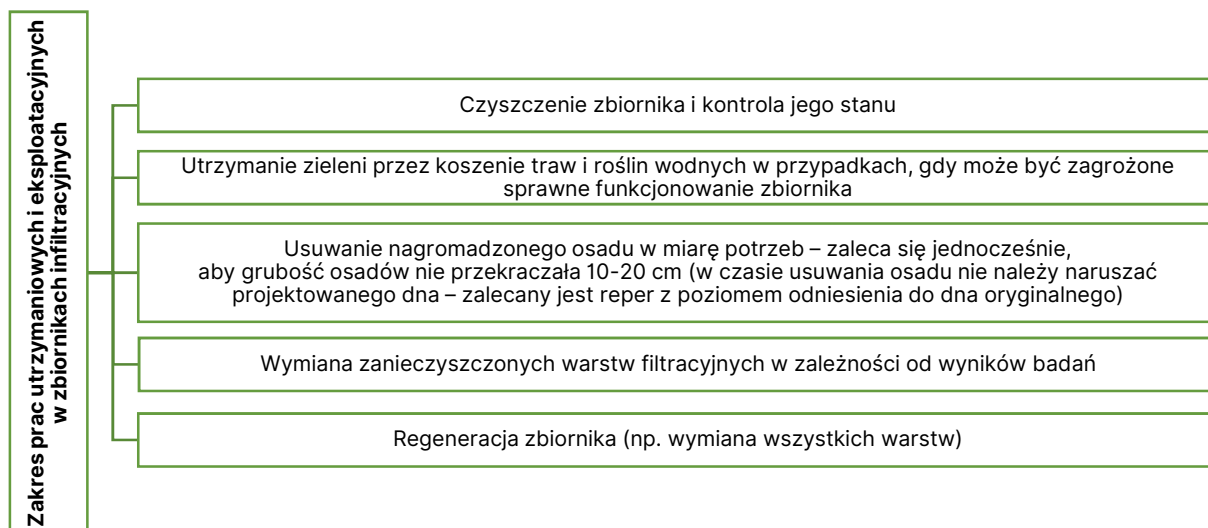 Zakres prac utrzymaniowych i eksploatacyjnych
w zbiornikach infiltracyjnych
Czyszczenie zbiornika i kontrola jego stanu
Utrzymanie zieleni przez koszenie traw i roślin wodnych w przypadkach, gdy może być zagrożone
sprawne funkcjonowanie zbiornika
Usuwanie nagromadzonego osadu w miarę potrzeb – zaleca się jednocześnie,
aby grubość osadów nie przekraczała 10-20 cm (w czasie usuwania osadu nie należy naruszać
projektowanego dna – zalecany jest reper z poziomem odniesienia do dna oryginalnego)
Wymiana zanieczyszczonych warstw filtracyjnych w zależności od wyników badań
Regeneracja zbiornika (np. wymiana wszystkich warstw)